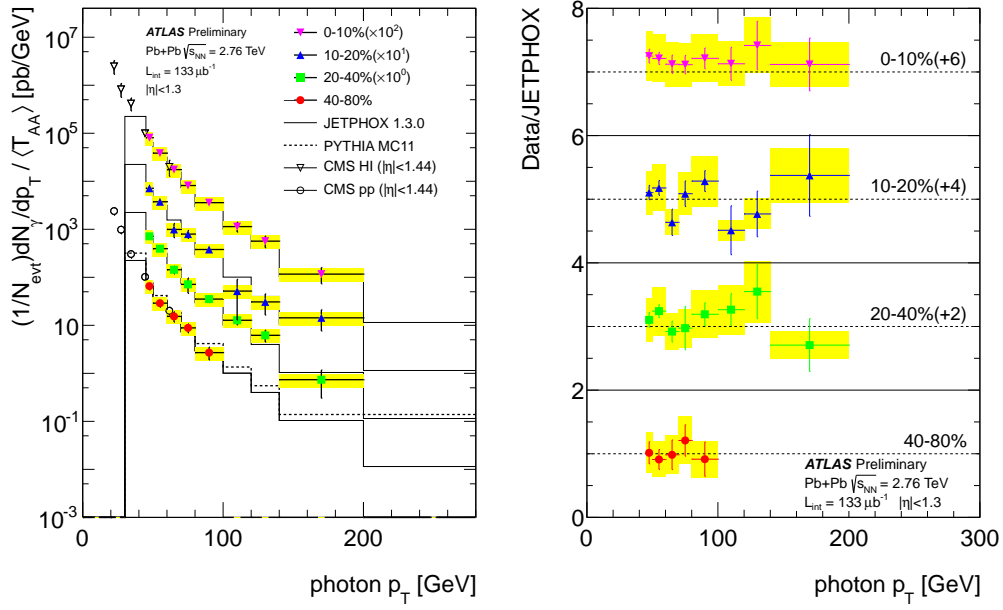 (1/N_evt)dN_γ/dp_T / ⟨T_AA⟩ [pb/GeV]
10^7
10^5
10^3
10
10^-1
10^-3
0
100
200
photon p_T [GeV]
ATLAS Preliminary
Pb+Pb √s_NN = 2.76 TeV
L_int = 133 μb^-1
|η|<1.3
0-10%(×10^2)
10-20%(×10^1)
20-40%(×10^0)
40-80%
JETPHOX 1.3.0
PYTHIA MC11
CMS HI (|η|<1.44)
CMS pp (|η|<1.44)
Data/JETPHOX
8
6
4
2
0
0
100
200
300
photon p_T [GeV]
0-10%(+6)
10-20%(+4)
20-40%(+2)
40-80%
ATLAS Preliminary
Pb+Pb √s_NN = 2.76 TeV
L_int = 133 μb^-1 |η|<1.3